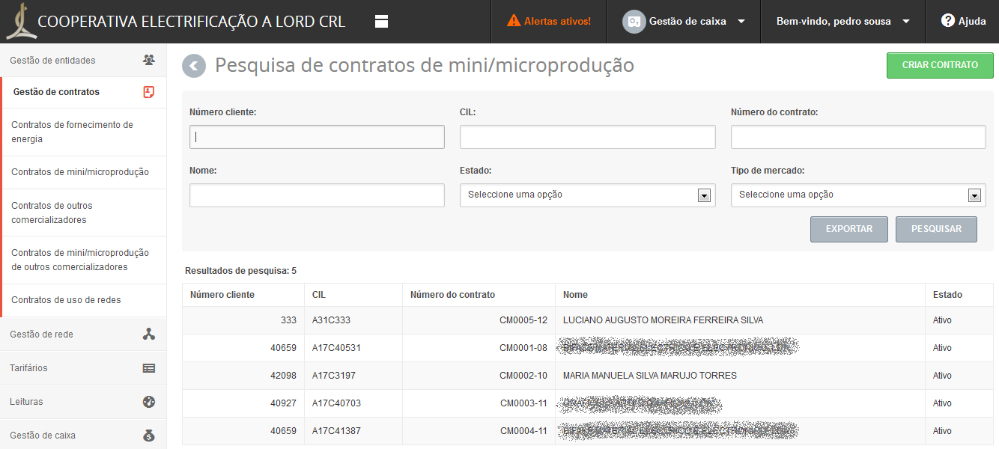 COOPERATIVA ELECTRIFICAÇÃO A LORD CRL
Alertas ativos!
Gestão de caixa
Bem-vindo, pedro sousa
Ajuda
Gestão de entidades
Gestão de contratos
Contratos de fornecimento de
energia
Contratos de mini/microprodução
Contratos de outros
comercializadores
Contratos de mini/microprodução
de outros comercializadores
Contratos de uso de redes
Gestão de rede
Tarifários
Leituras
Gestão de caixa
Pesquisa de contratos de mini/microprodução
CRIAR CONTRATO
Número cliente:
CIL:
Número do contrato:
Nome:
Estado:
Tipo de mercado:
Seleccione uma opção
Seleccione uma opção
EXPORTAR
PESQUISAR
Resultados de pesquisa: 5
Número cliente CIL Número do contrato Nome Estado
333 A31C333 CM0005-12 LUCIANO AUGUSTO MOREIRA FERREIRA SILVA Ativo
40659 A17C40531 CM0001-08 Ativo
42098 A17C3197 CM0002-10 MARIA MANUELA SILVA MARUJO TORRES Ativo
40927 A17C40703 CM0003-11 Ativo
40659 A17C41387 CM0004-11 Ativo